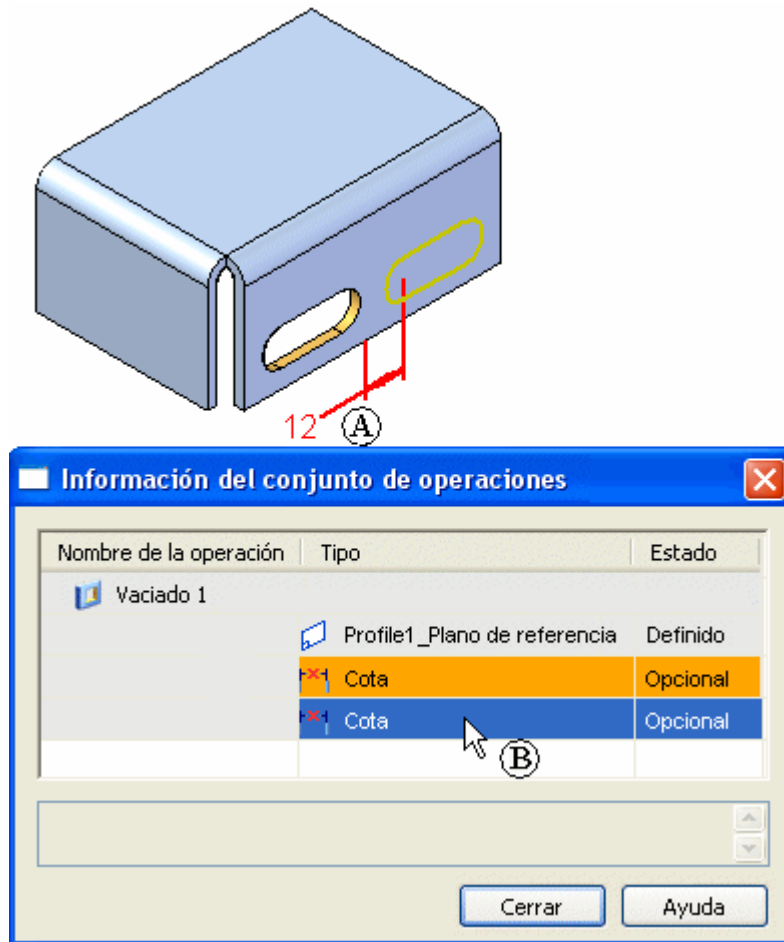 12 A
Información del conjunto de operaciones
Nombre de la operación Tipo Estado
Vaciado 1
Profile1_Plano de referencia Definido
Cota Opcional
Cota Opcional
B
Cerrar Ayuda